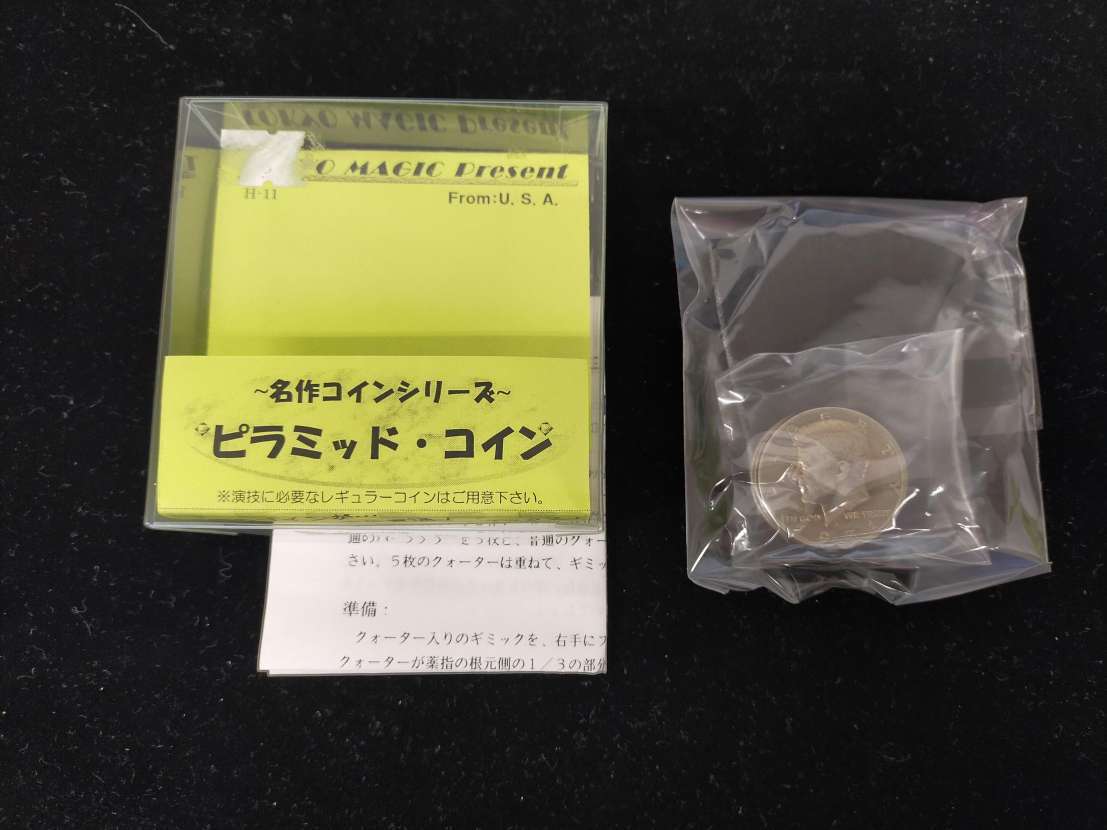 O MAGIC Present
H-11
From:U. S. A.
~名作コインシリーズ~
ピラミッド・コイン
※演技に必要なレギュラーコインはご用意下さい。
さい。5枚のクォーターは重ねて、ギミッ
準備:
クォーター入りのギミックを、右手にフ
クォーターが薬指の根元側の1/3の部分